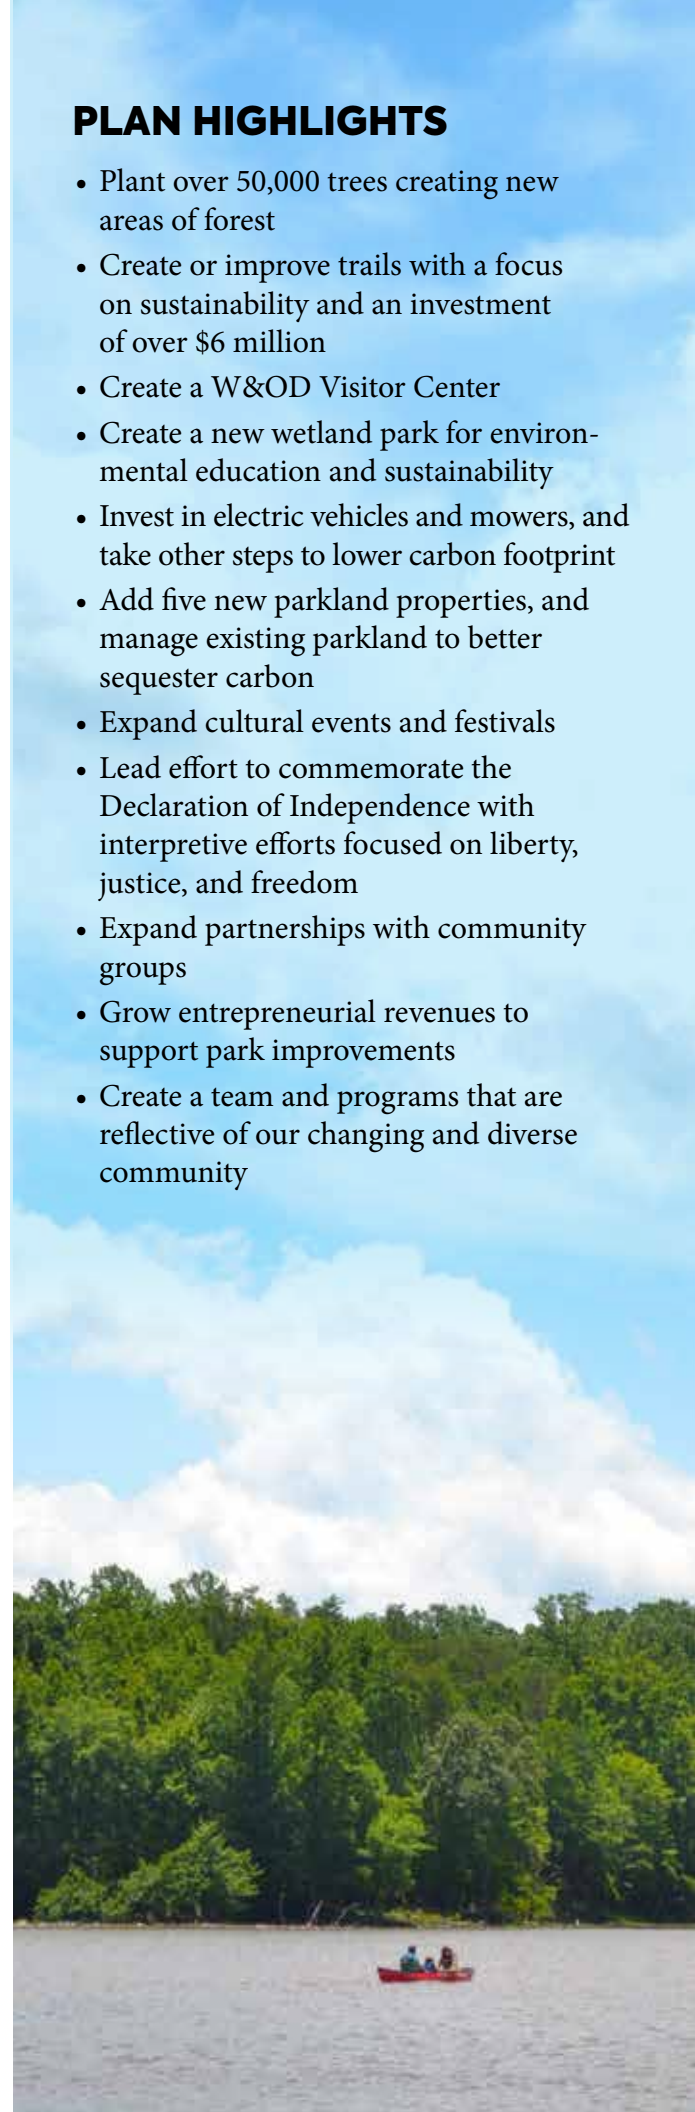 PLAN HIGHLIGHTS
• Plant over 50,000 trees creating new
areas of forest
• Create or improve trails with a focus
on sustainability and an investment
of over $6 million
• Create a W&OD Visitor Center
• Create a new wetland park for environ-
mental education and sustainability
• Invest in electric vehicles and mowers, and
take other steps to lower carbon footprint
• Add five new parkland properties, and
manage existing parkland to better
sequester carbon
• Expand cultural events and festivals
• Lead effort to commemorate the
Declaration of Independence with
interpretive efforts focused on liberty,
justice, and freedom
• Expand partnerships with community
groups
• Grow entrepreneurial revenues to
support park improvements
• Create a team and programs that are
reflective of our changing and diverse
community